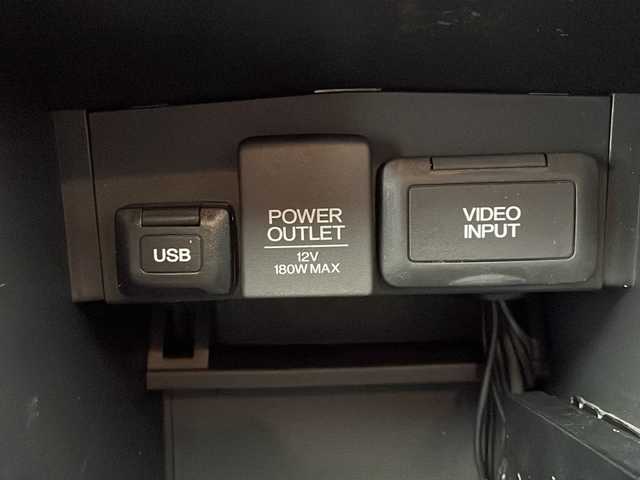 USB
POWER
OUTLET
12V
180W MAX
VIDEO
INPUT